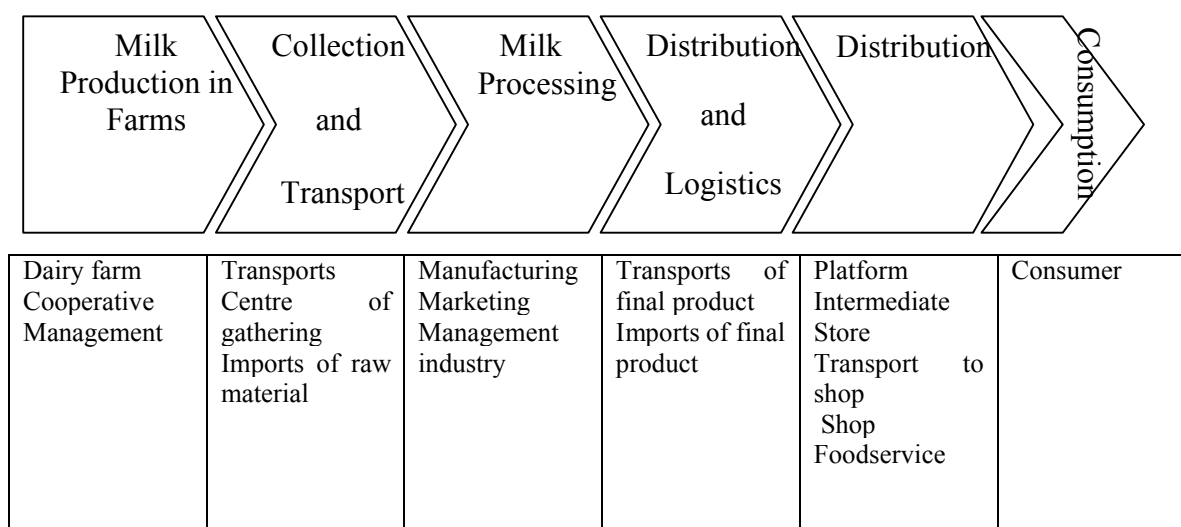 Milk
Production in
Farms
Collection
and
Transport
Milk
Processing
Distribution
and
Logistics
Distribution
Consumption
Dairy farm
Cooperative
Management
Transports
Centre of
gathering
Imports of raw
material
Manufacturing
Marketing
Management
industry
Transports of
final product
Imports of final
product
Platform
Intermediate
Store
Transport to
shop
Shop
Foodservice
Consumer